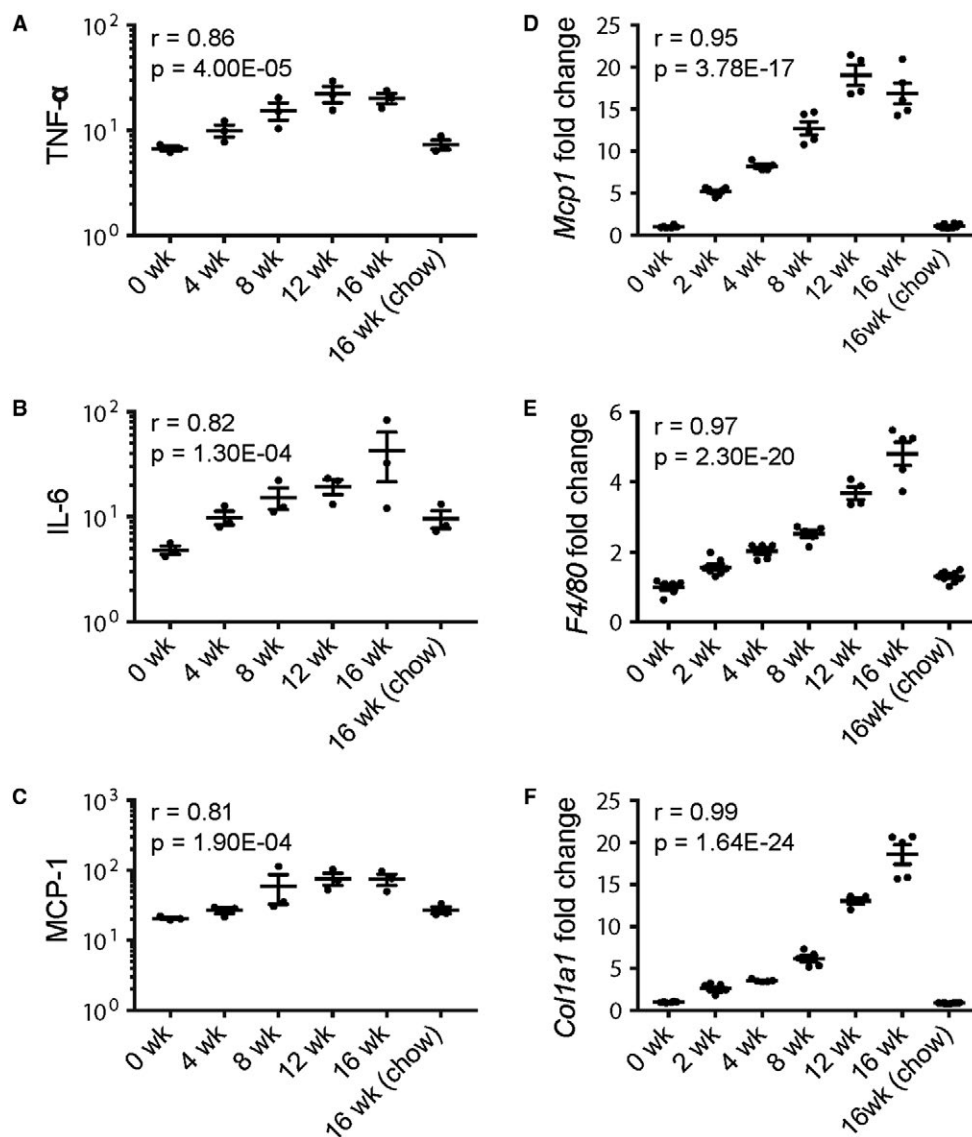 A
TNF-α
10²
10¹
10⁰
r = 0.86
p = 4.00E-05
0 wk
4 wk
8 wk
12 wk
16 wk
16 wk (chow)
B
IL-6
10²
10¹
10⁰
r = 0.82
p = 1.30E-04
0 wk
4 wk
8 wk
12 wk
16 wk
16 wk (chow)
C
MCP-1
10³
10²
10¹
10⁰
r = 0.81
p = 1.90E-04
0 wk
4 wk
8 wk
12 wk
16 wk
16 wk (chow)
D
Mcp1 fold change
25
20
15
10
5
0
r = 0.95
p = 3.78E-17
0 wk
2 wk
4 wk
8 wk
12 wk
16 wk
16wk (chow)
E
F4/80 fold change
6
4
2
0
r = 0.97
p = 2.30E-20
0 wk
2 wk
4 wk
8 wk
12 wk
16 wk
16wk (chow)
F
Col1a1 fold change
25
20
15
10
5
0
r = 0.99
p = 1.64E-24
0 wk
2 wk
4 wk
8 wk
12 wk
16 wk
16wk (chow)